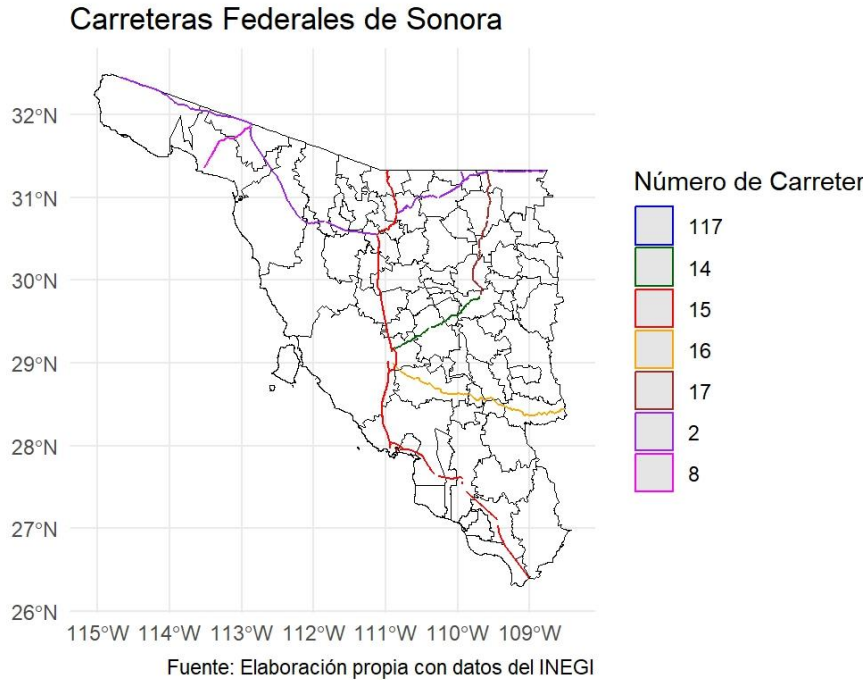 Carreteras Federales de Sonora
32°N
31°N
30°N
29°N
28°N
27°N
26°N
115°W 114°W 113°W 112°W 111°W 110°W 109°W
Número de Carreter
117
14
15
16
17
2
8
Fuente: Elaboración propia con datos del INEGI